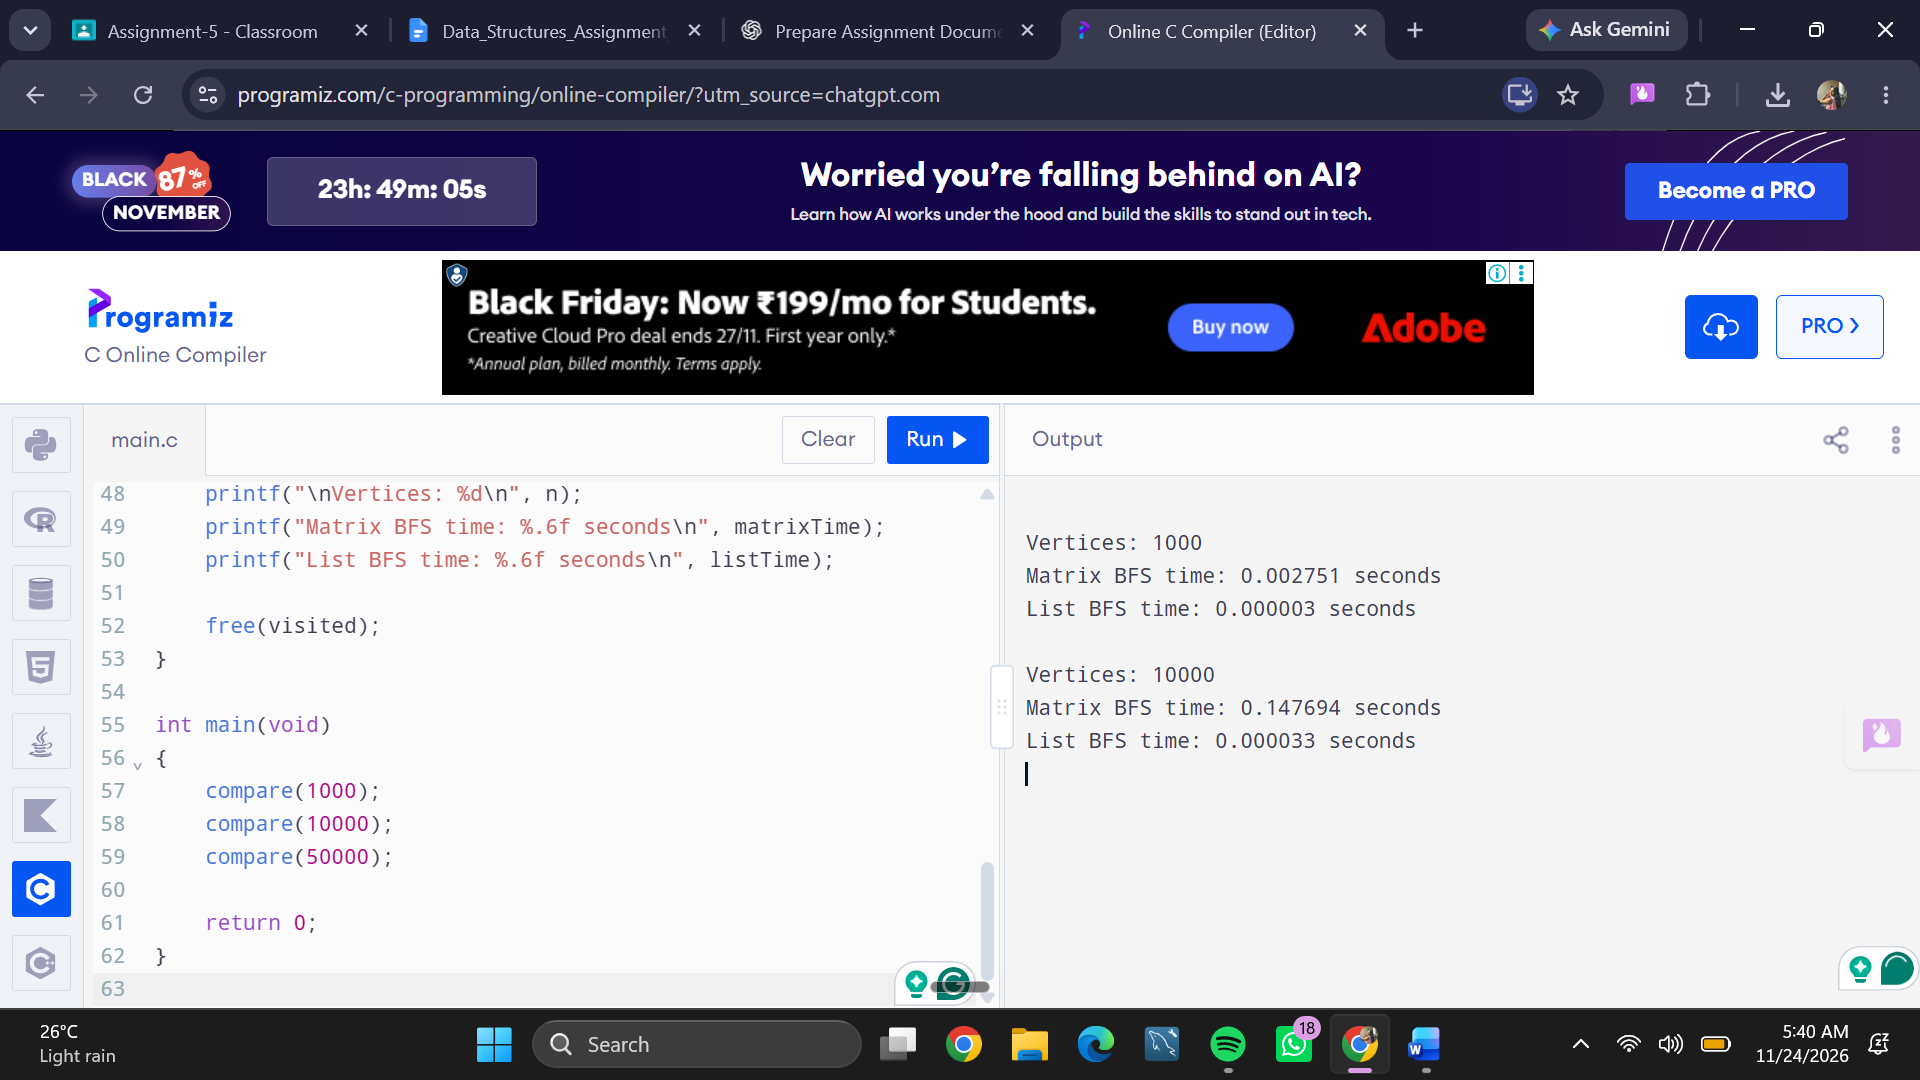 Assignment-5 - Classroom
Data_Structures_Assignment
Prepare Assignment Docume
Online C Compiler (Editor)
Ask Gemini
programiz.com/c-programming/online-compiler/?utm_source=chatgpt.com
BLACK 87% OFF
NOVEMBER
23h: 49m: 05s
Worried you're falling behind on AI?
Learn how AI works under the hood and build the skills to stand out in tech.
Become a PRO
Programiz
C Online Compiler
Black Friday: Now ₹199/mo for Students.
Creative Cloud Pro deal ends 27/11. First year only.*
*Annual plan, billed monthly. Terms apply.
Buy now
Adobe
PRO
main.c
Clear
Run
48 printf("\nVertices: %d\n", n);
49 printf("Matrix BFS time: %.6f seconds\n", matrixTime);
50 printf("List BFS time: %.6f seconds\n", listTime);
51
52 free(visited);
53 }
54
55 int main(void)
56 {
57 compare(1000);
58 compare(10000);
59 compare(50000);
60
61 return 0;
62 }
63
Output
Vertices: 1000
Matrix BFS time: 0.002751 seconds
List BFS time: 0.000003 seconds
Vertices: 10000
Matrix BFS time: 0.147694 seconds
List BFS time: 0.000033 seconds
26°C
Light rain
Search
18
5:40 AM
11/24/2026